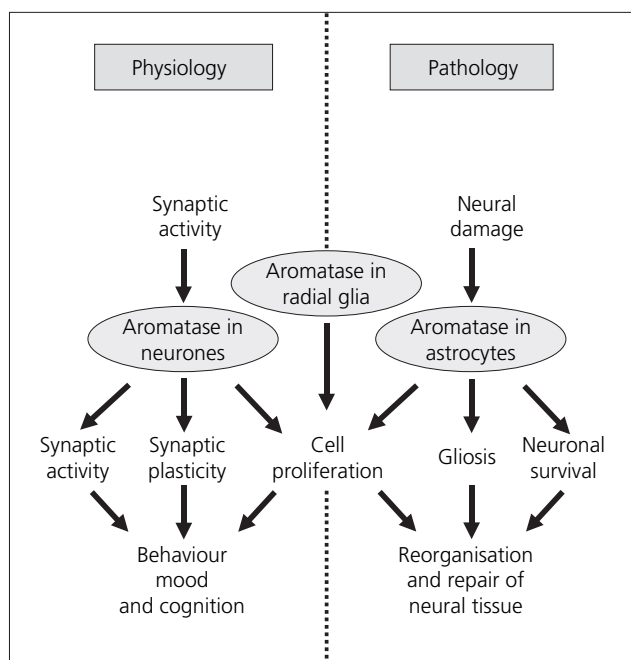 Physiology
Pathology
Synaptic
activity
Neural
damage
Aromatase in
radial glia
Aromatase in
neurones
Aromatase in
astrocytes
Synaptic
activity
Synaptic
plasticity
Cell
proliferation
Gliosis
Neuronal
survival
Behaviour
mood
and cognition
Reorganisation
and repair of
neural tissue